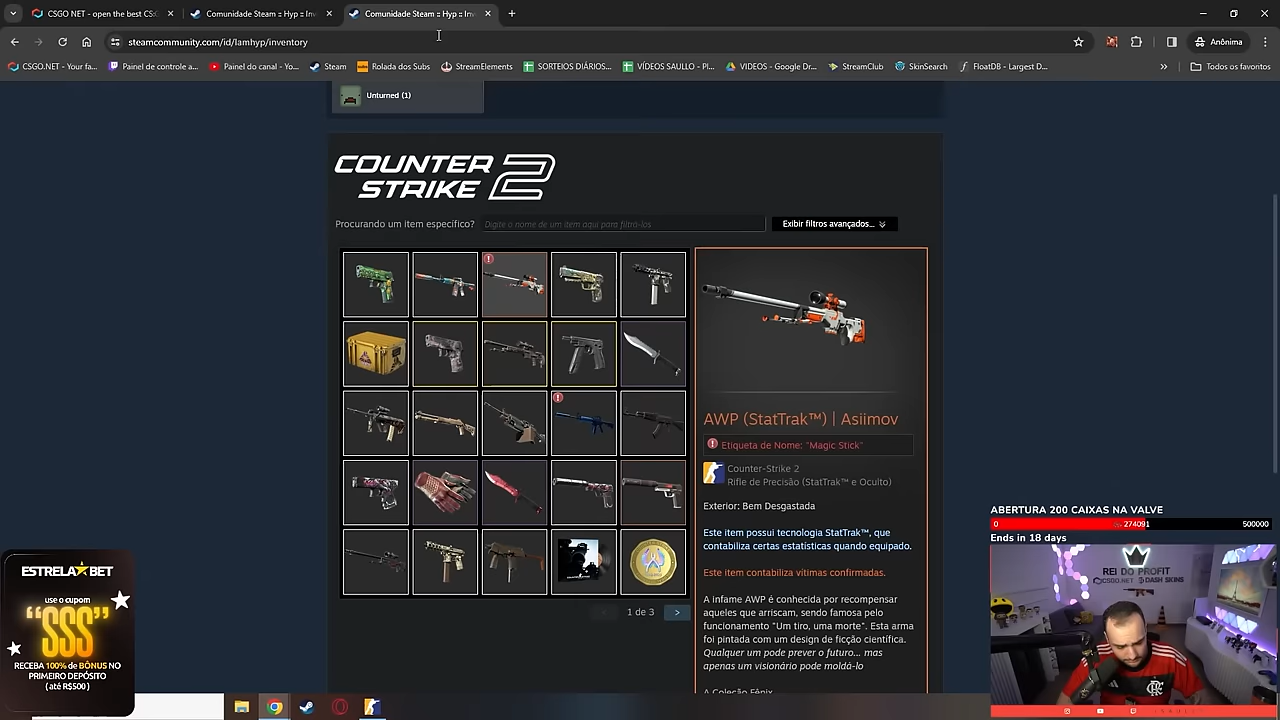 CSGO NET - open the best CS
Comunidade Steam :: Hyp :: Inv
Comunidade Steam :: Hyp :: Inv
steamcommunity.com/id/Iamhyp/inventory
Anônima
CSGO.NET - Your fa...
Painel de controle a...
Painel do canal - Yo...
Steam
Rolada dos Subs
StreamElements
SORTEIOS DIÁRIOS...
VÍDEOS SAULLO - Pl...
VIDEOS - Google Dr...
StreamClub
SkinSearch
FloatDB - Largest D...
Todos os favoritos
Unturned (1)
COUNTER
STRIKE 2
Procurando um item específico?
Digite o nome de um item aqui para filtrá-los
Exibir filtros avançados...
AWP (StatTrak™) | Asiimov
Etiqueta de Nome: "Magic Stick"
Counter-Strike 2
Rifle de Precisão (StatTrak™ e Oculto)
Exterior: Bem Desgastada
Este item possui tecnologia StatTrak™, que
contabiliza certas estatísticas quando equipado.
Este item contabiliza vítimas confirmadas.
A infame AWP é conhecida por recompensar
aqueles que arriscam, sendo famosa pelo
funcionamento "Um tiro, uma morte". Esta arma
foi pintada com um design de ficção científica.
Qualquer um pode prever o futuro... mas
apenas um visionário pode moldá-lo
A Coleção Fênix
1 de 3
ABERTURA 200 CAIXAS NA VALVE
0
274091
500000
Ends in 18 days
REI DO PROFIT
CSGO.NET
DASH SKINS
ESTRELA BET
use o cupom
"SSS"
RECEBA 100% de BÔNUS NO
PRIMEIRO DEPÓSITO
( até R$500 )